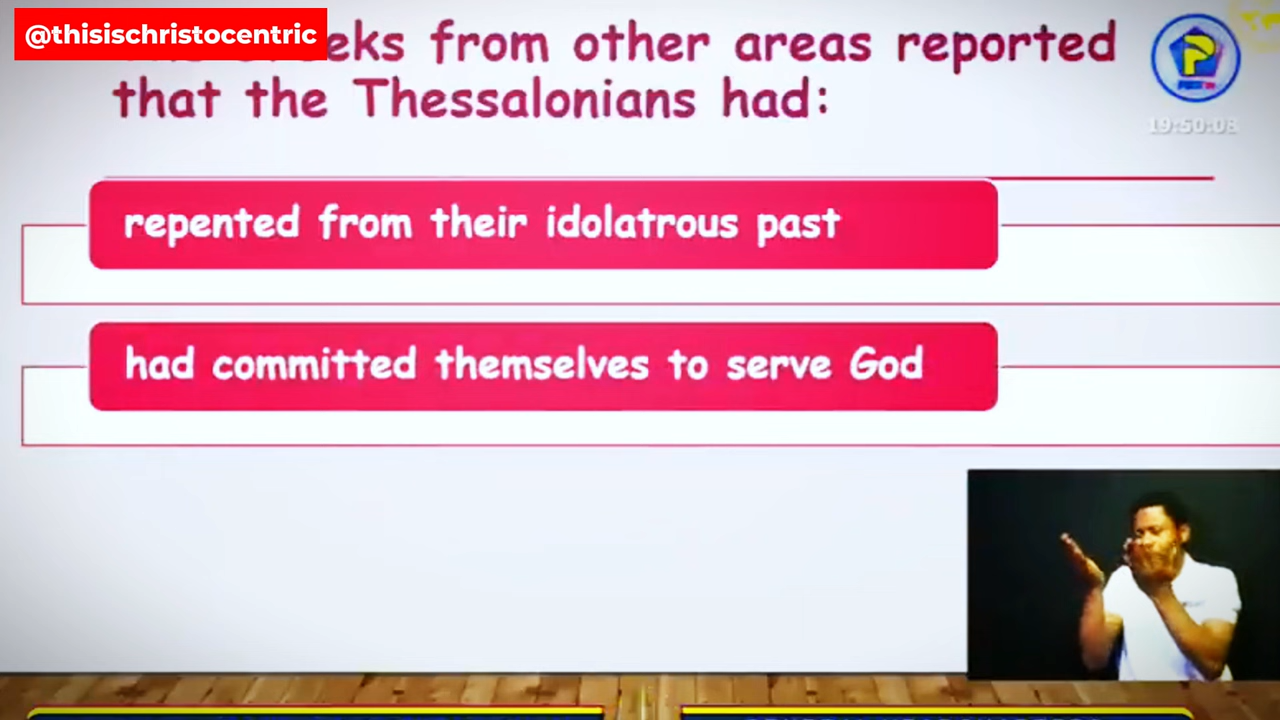 @thisischristocentric
eks from other areas reported
that the Thessalonians had:
19:50:08
repented from their idolatrous past
had committed themselves to serve God